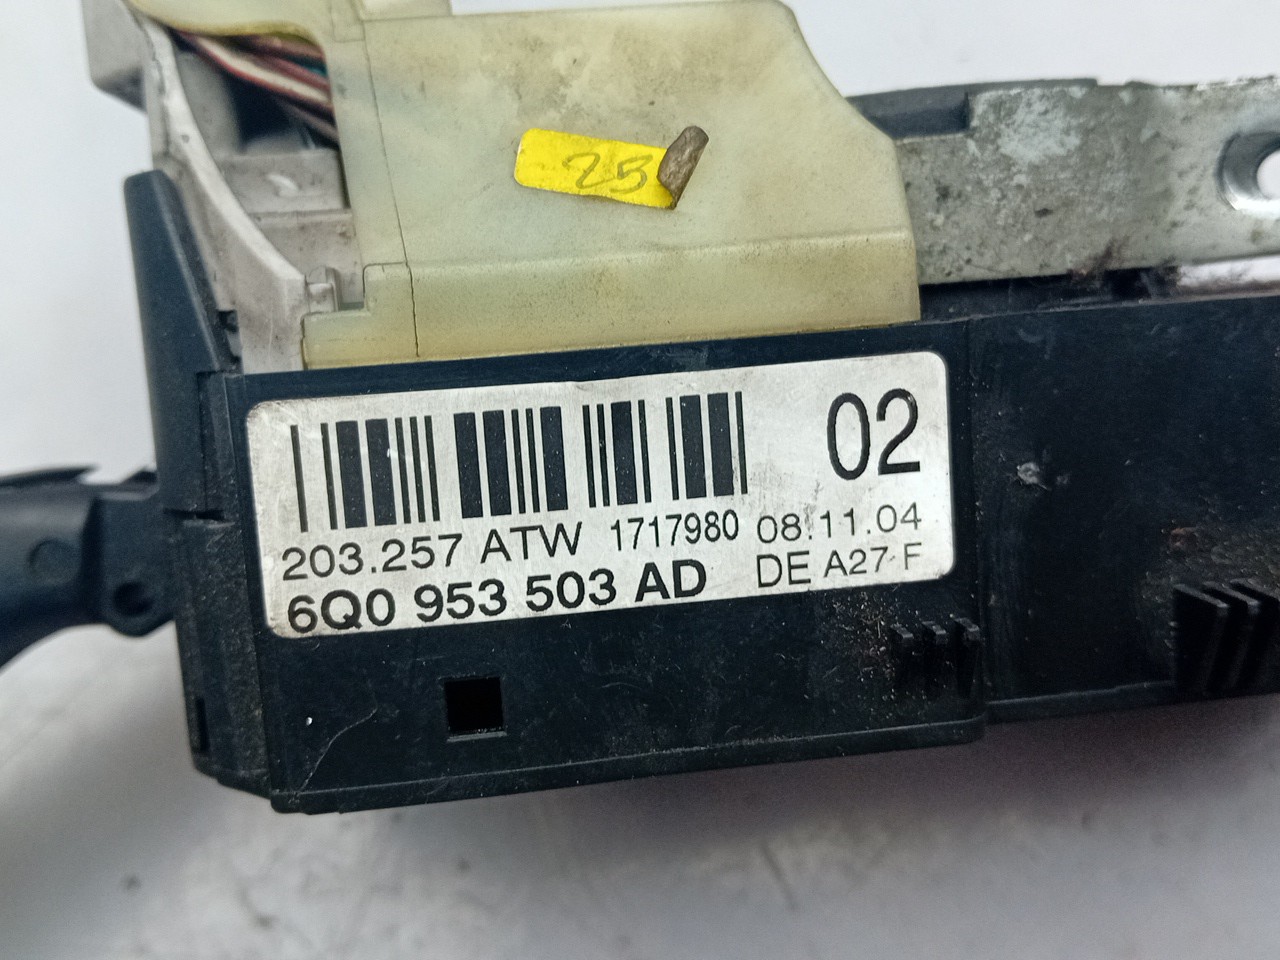 25
02
203.257 ATW 1717980 08.11.04
6Q0 953 503 AD DE A27-F